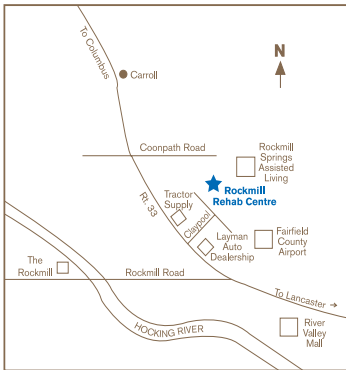 To Columbus
N
Carroll
Coonpath Road
Rockmill
Springs
Assisted
Living
Rockmill
Rehab Centre
Rt. 33
Tractor
Supply
Claypool
Layman
Auto
Dealership
Fairfield
County
Airport
The
Rockmill
Rockmill Road
To Lancaster →
HOCKING RIVER
River
Valley
Mall